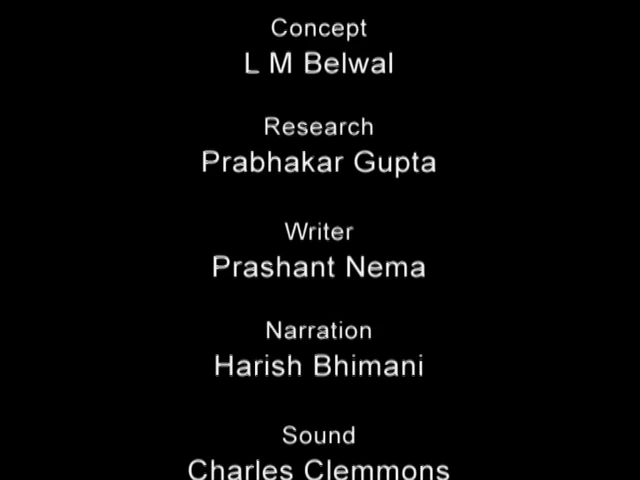 Concept
L M Belwal
Research
Prabhakar Gupta
Writer
Prashant Nema
Narration
Harish Bhimani
Sound
Charles Clemmons